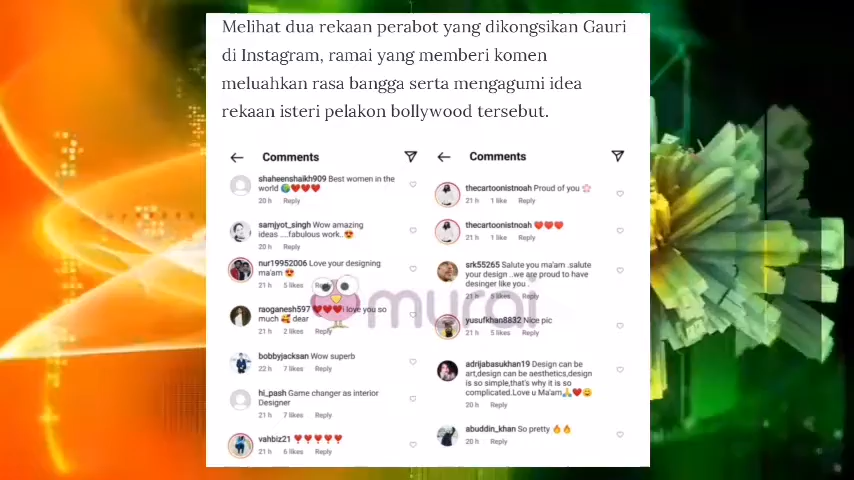 Melihat dua rekaan perabot yang dikongsikan Gauri
di Instagram, ramai yang memberi komen
meluahkan rasa bangga serta mengagumi idea
rekaan isteri pelakon bollywood tersebut.
Comments
shaheenshaikh909 Best women in the
world 🌍❤️❤️❤️
20 h Reply
samjyot_singh Wow amazing
ideas ....fabulous work..😍
20 h Reply
nur19952006 Love your designing
ma'am 😍
21 h 5 likes Reply
raoganesh597 ❤️❤️❤️i love you so
much 🥰 dear
21 h 2 likes Reply
bobbyjacksan Wow superb
22 h 7 likes Reply
hi_pash Game changer as interior
Designer
21 h 7 likes Reply
vahbiz21 ❣️❣️❣️❣️❣️
21 h 6 likes Reply
Comments
thecartoonistnoah Proud of you 🌸
21 h 1 like Reply
thecartoonistnoah ❤️❤️❤️
21 h 1 like Reply
srk55265 Salute you ma'am .salute
your design ..we are proud to have
desinger like you .
21 h 5 likes Reply
yusufkhan8832 Nice pic
21 h 5 likes Reply
adrijabasukhan19 Design can be
art,design can be aesthetics,design
is so simple,that's why it is so
complicated.Love u Ma'am🙏❤️😊
20 h Reply
abuddin_khan So pretty 🔥🔥
20 h Reply
murai